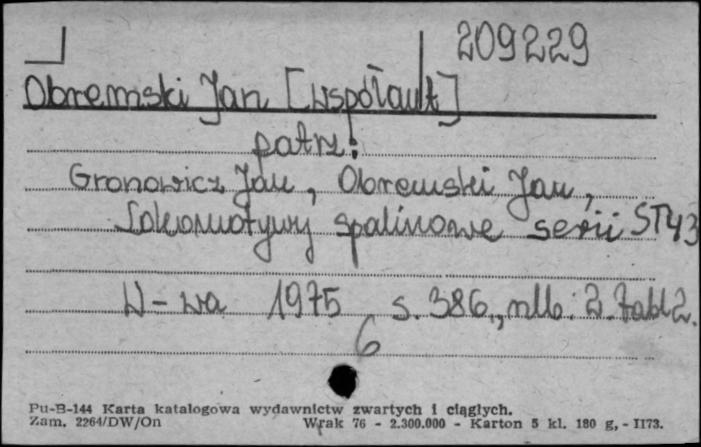 209229
Obremski Jan [współaut]
patrz:
Gronowicz Jan, Obremski Jan,
Lokomotywy spalinowe serii ST43
W-wa 1975 s. 386, nlb. 2. tabl 2.
6
Pu-B-144 Karta katalogowa wydawnictw zwartych i ciągłych.
Zam. 2264/DW/On Wrak 76 - 2.300.000 - Karton 5 kl. 180 g, - II73.